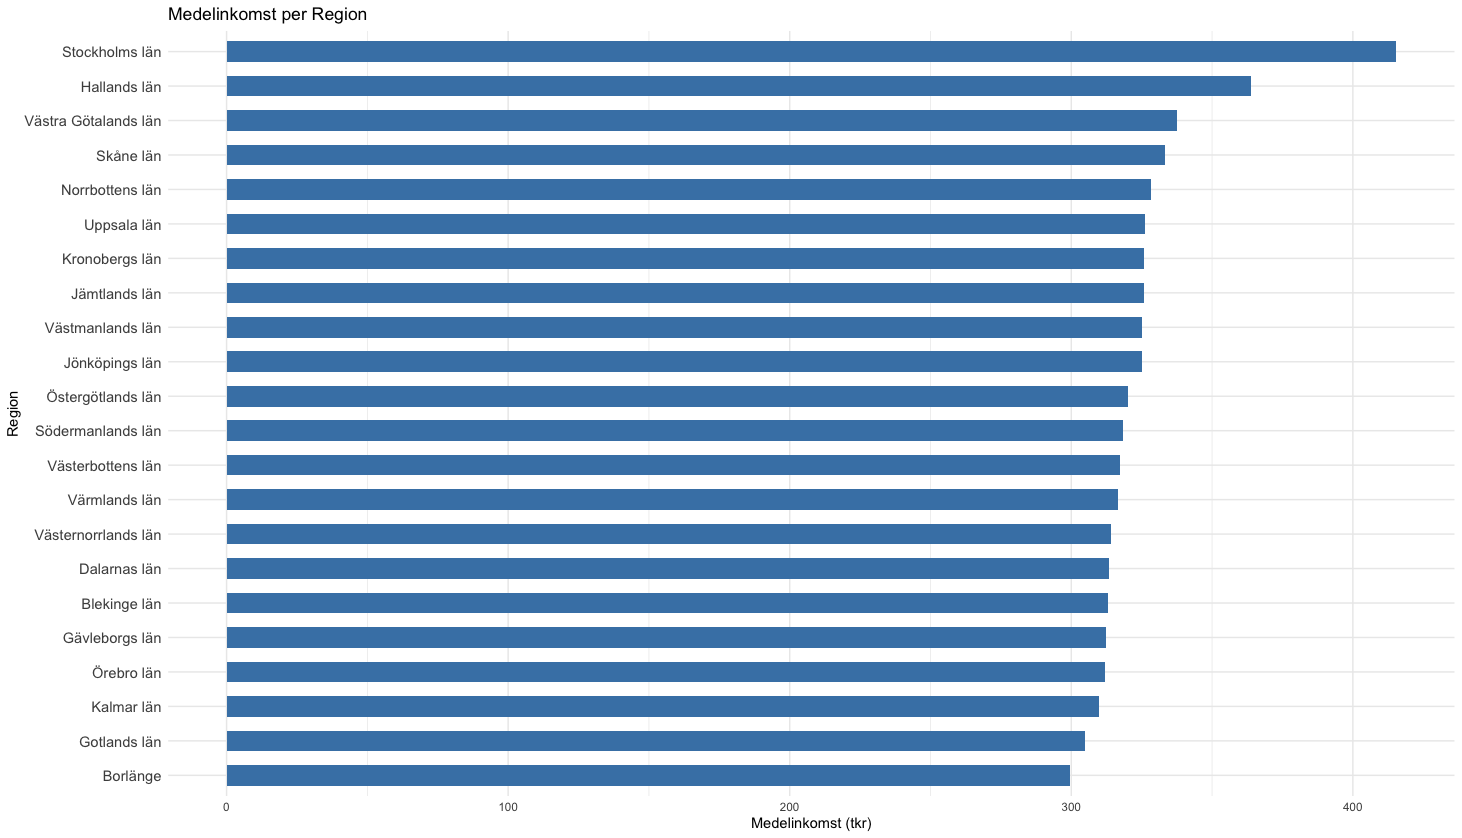 Medelinkomst per Region
Stockholms län
Hallands län
Västra Götalands län
Skåne län
Norrbottens län
Uppsala län
Kronobergs län
Jämtlands län
Västmanlands län
Jönköpings län
Östergötlands län
Södermanlands län
Västerbottens län
Värmlands län
Västernorrlands län
Dalarnas län
Blekinge län
Gävleborgs län
Örebro län
Kalmar län
Gotlands län
Borlänge
Region
0 100 200 300 400
Medelinkomst (tkr)